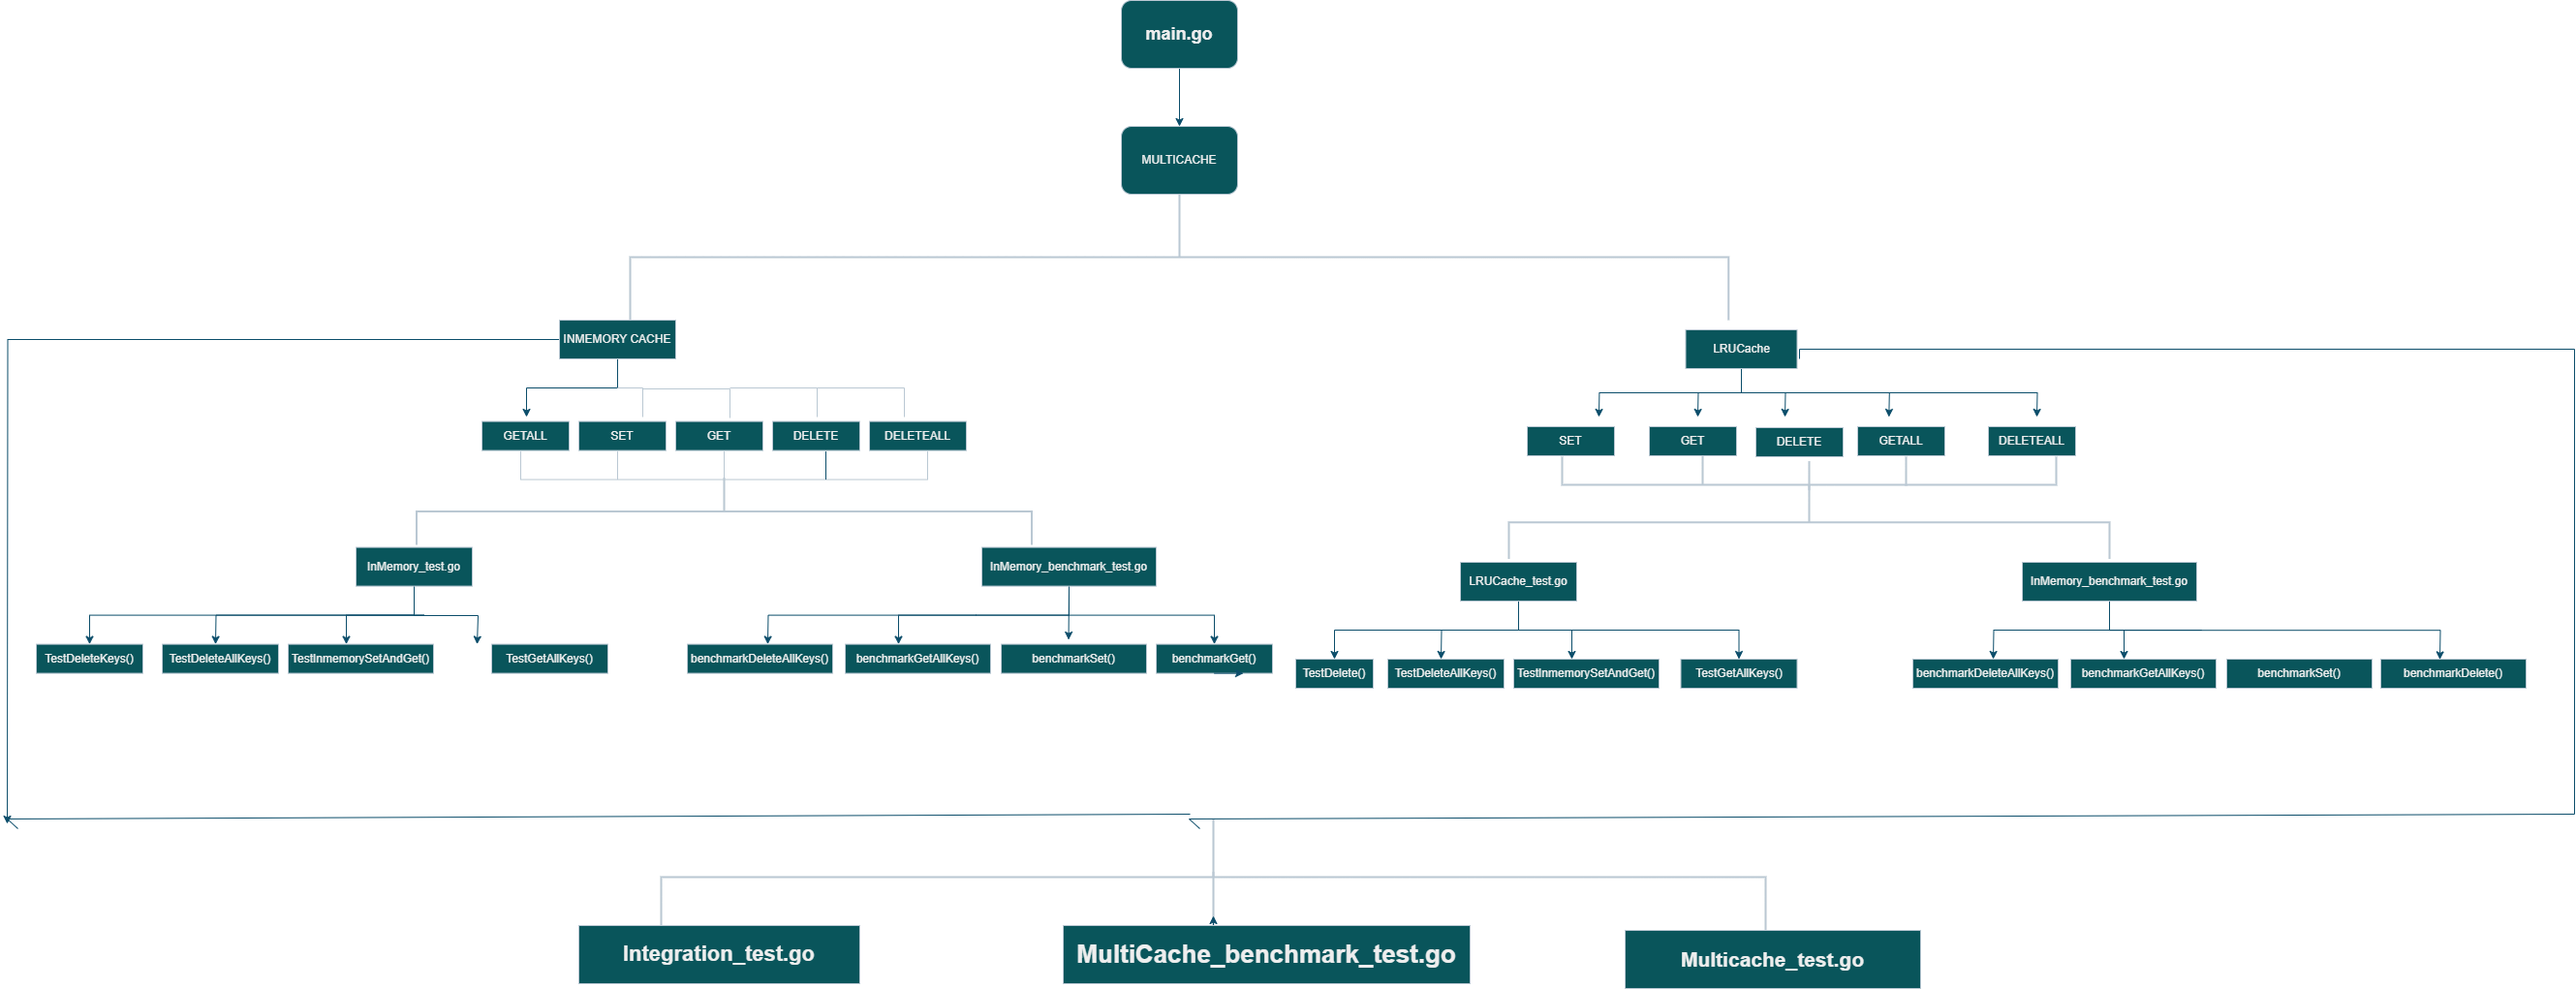 main.go
MULTICACHE
INMEMORY CACHE
LRUCache
GETALL
SET
GET
DELETE
DELETEALL
SET
GET
DELETE
GETALL
DELETEALL
InMemory_test.go
InMemory_benchmark_test.go
LRUCache_test.go
InMemory_benchmark_test.go
TestDeleteKeys()
TestDeleteAllKeys()
TestInmemorySetAndGet()
TestGetAllKeys()
benchmarkDeleteAllKeys()
benchmarkGetAllKeys()
benchmarkSet()
benchmarkGet()
TestDelete()
TestDeleteAllKeys()
TestInmemorySetAndGet()
TestGetAllKeys()
benchmarkDeleteAllKeys()
benchmarkGetAllKeys()
benchmarkSet()
benchmarkDelete()
Integration_test.go
MultiCache_benchmark_test.go
Multicache_test.go